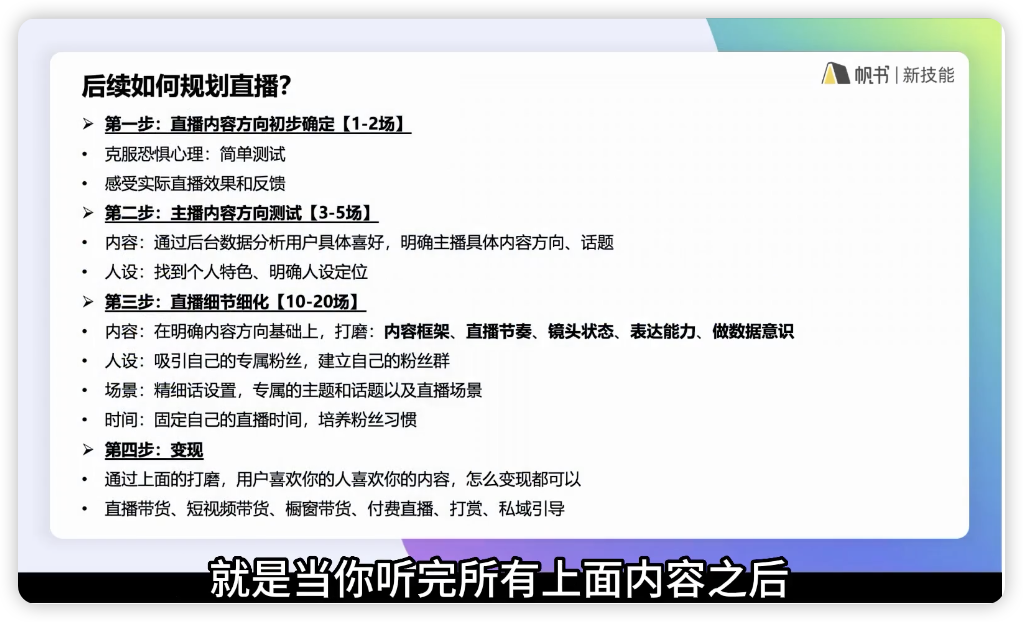 后续如何规划直播?
帆书 | 新技能
➢ 第一步：直播内容方向初步确定【1-2场】
• 克服恐惧心理：简单测试
• 感受实际直播效果和反馈
➢ 第二步：主播内容方向测试【3-5场】
• 内容：通过后台数据分析用户具体喜好，明确主播具体内容方向、话题
• 人设：找到个人特色、明确人设定位
➢ 第三步：直播细节细化【10-20场】
• 内容：在明确内容方向基础上，打磨：内容框架、直播节奏、镜头状态、表达能力、做数据意识
• 人设：吸引自己的专属粉丝，建立自己的粉丝群
• 场景：精细话设置，专属的主题和话题以及直播场景
• 时间：固定自己的直播时间，培养粉丝习惯
➢ 第四步：变现
• 通过上面的打磨，用户喜欢你的人喜欢你的内容，怎么变现都可以
• 直播带货、短视频带货、橱窗带货、付费直播、打赏、私域引导
就是当你听完所有上面内容之后